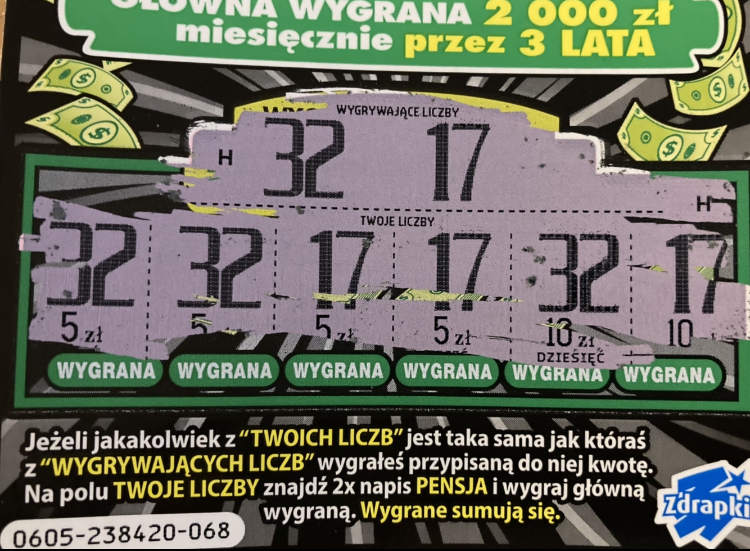 GŁÓWNA WYGRANA 2 000 zł
miesięcznie przez 3 LATA
WYGRYWAJĄCE LICZBY
H 32 17
H
TWOJE LICZBY
32 32 17 17 32 17
5 zł 5 5 zł 5 zł 10 zł 10
DZIESIĘĆ
WYGRANA WYGRANA WYGRANA WYGRANA WYGRANA WYGRANA
Jeżeli jakakolwiek z "TWOICH LICZB" jest taka sama jak któraś
z "WYGRYWAJĄCYCH LICZB" wygrałeś przypisaną do niej kwotę.
Na polu TWOJE LICZBY znajdź 2x napis PENSJA i wygraj główną
wygraną. Wygrane sumują się.
Zdrapki
0605-238420-068